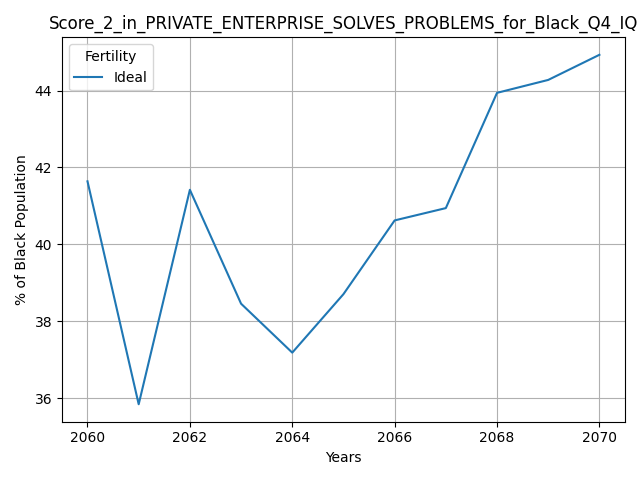 Score_2_in_PRIVATE_ENTERPRISE_SOLVES_PROBLEMS_for_Black_Q4_IQ
Fertility
Ideal
% of Black Population
44
42
40
38
36
2060
2062
2064
2066
2068
2070
Years